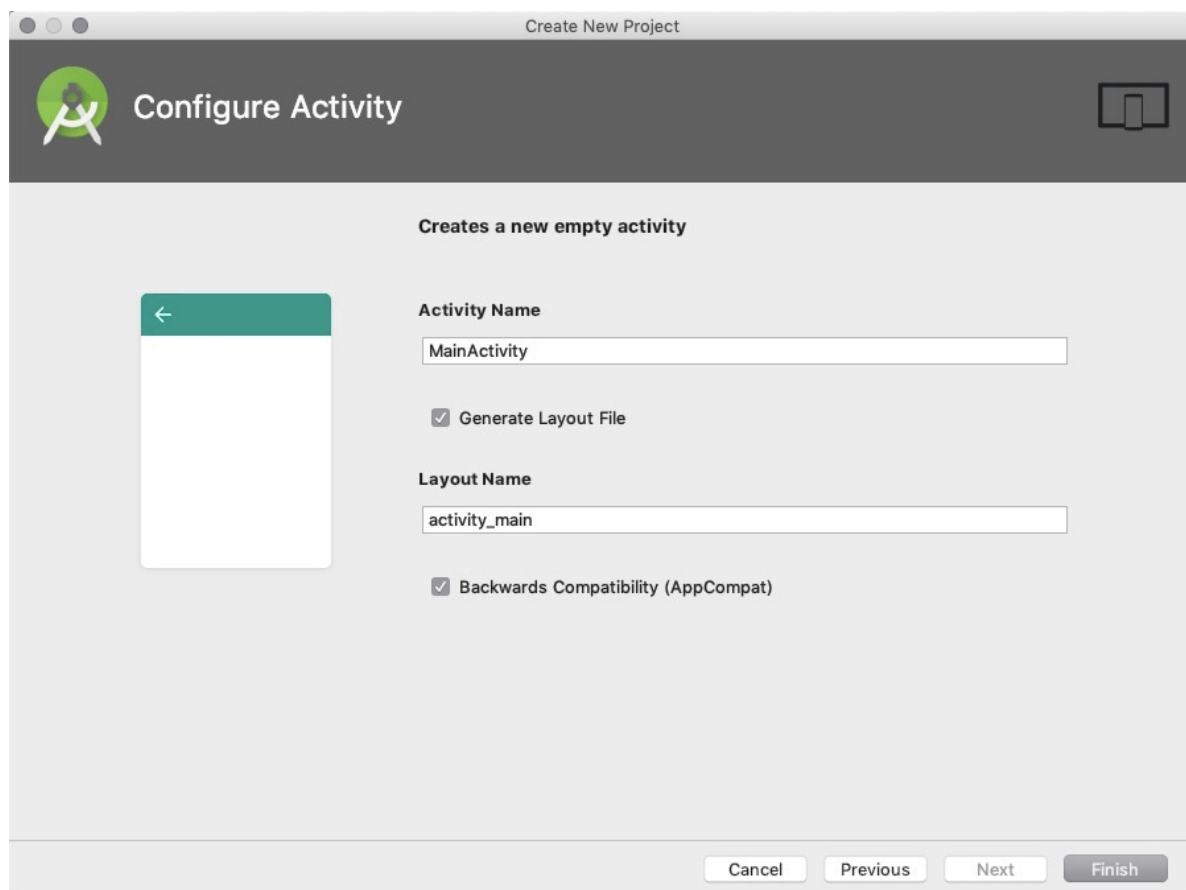 Create New Project
Configure Activity
Creates a new empty activity
Activity Name
MainActivity
Generate Layout File
Layout Name
activity_main
Backwards Compatibility (AppCompat)
Cancel Previous Next Finish